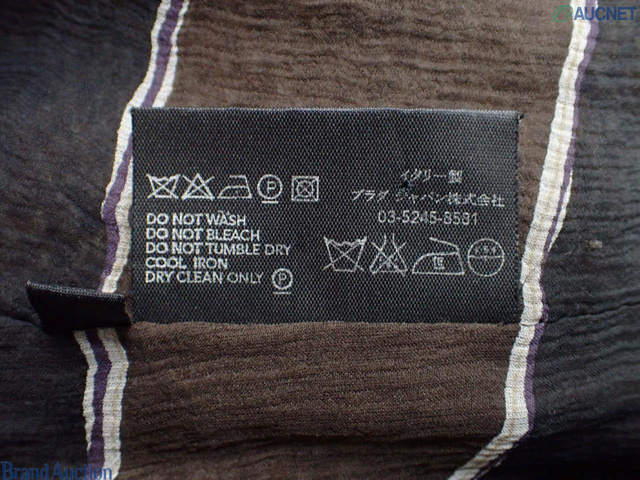 AUCNET
イタリー製
プラダ ジャパン株式会社
03-5245-8581
DO NOT WASH
DO NOT BLEACH
DO NOT TUMBLE DRY
COOL IRON
DRY CLEAN ONLY
P
P
Brand Auction